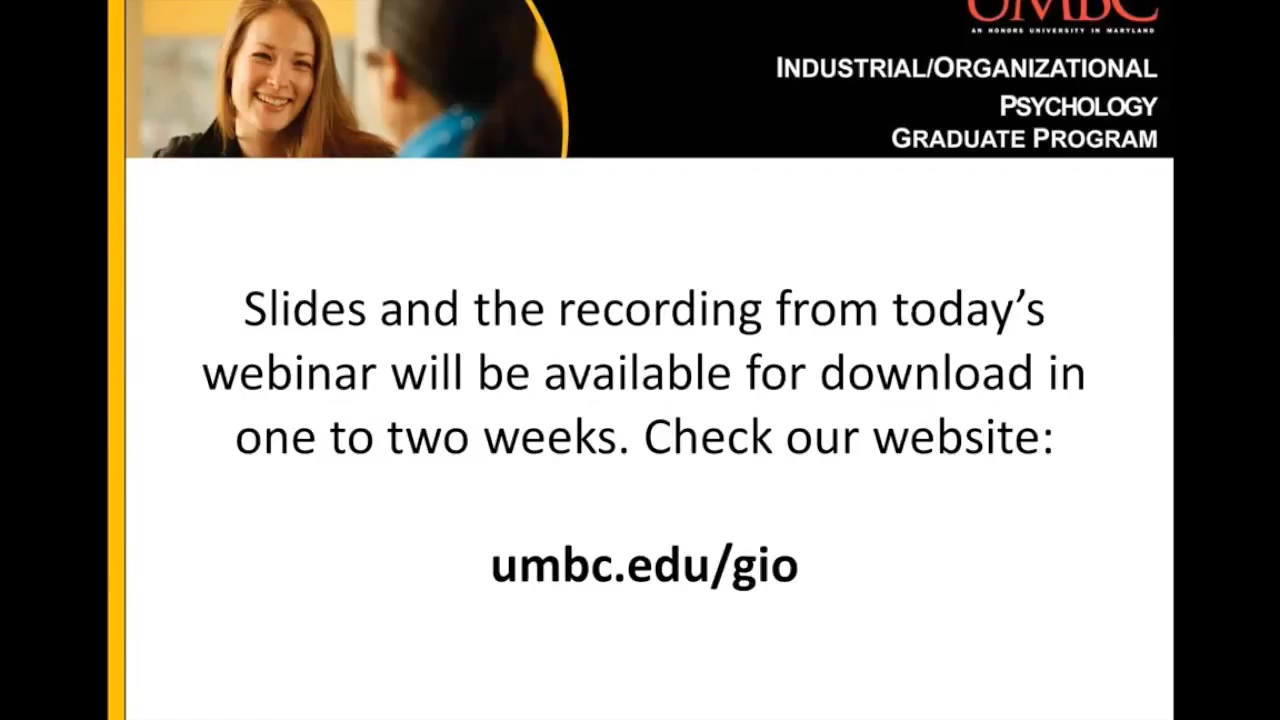 UMBC
AN HONORS UNIVERSITY IN MARYLAND
INDUSTRIAL/ORGANIZATIONAL
PSYCHOLOGY
GRADUATE PROGRAM
Slides and the recording from today’s
webinar will be available for download in
one to two weeks. Check our website:
umbc.edu/gio